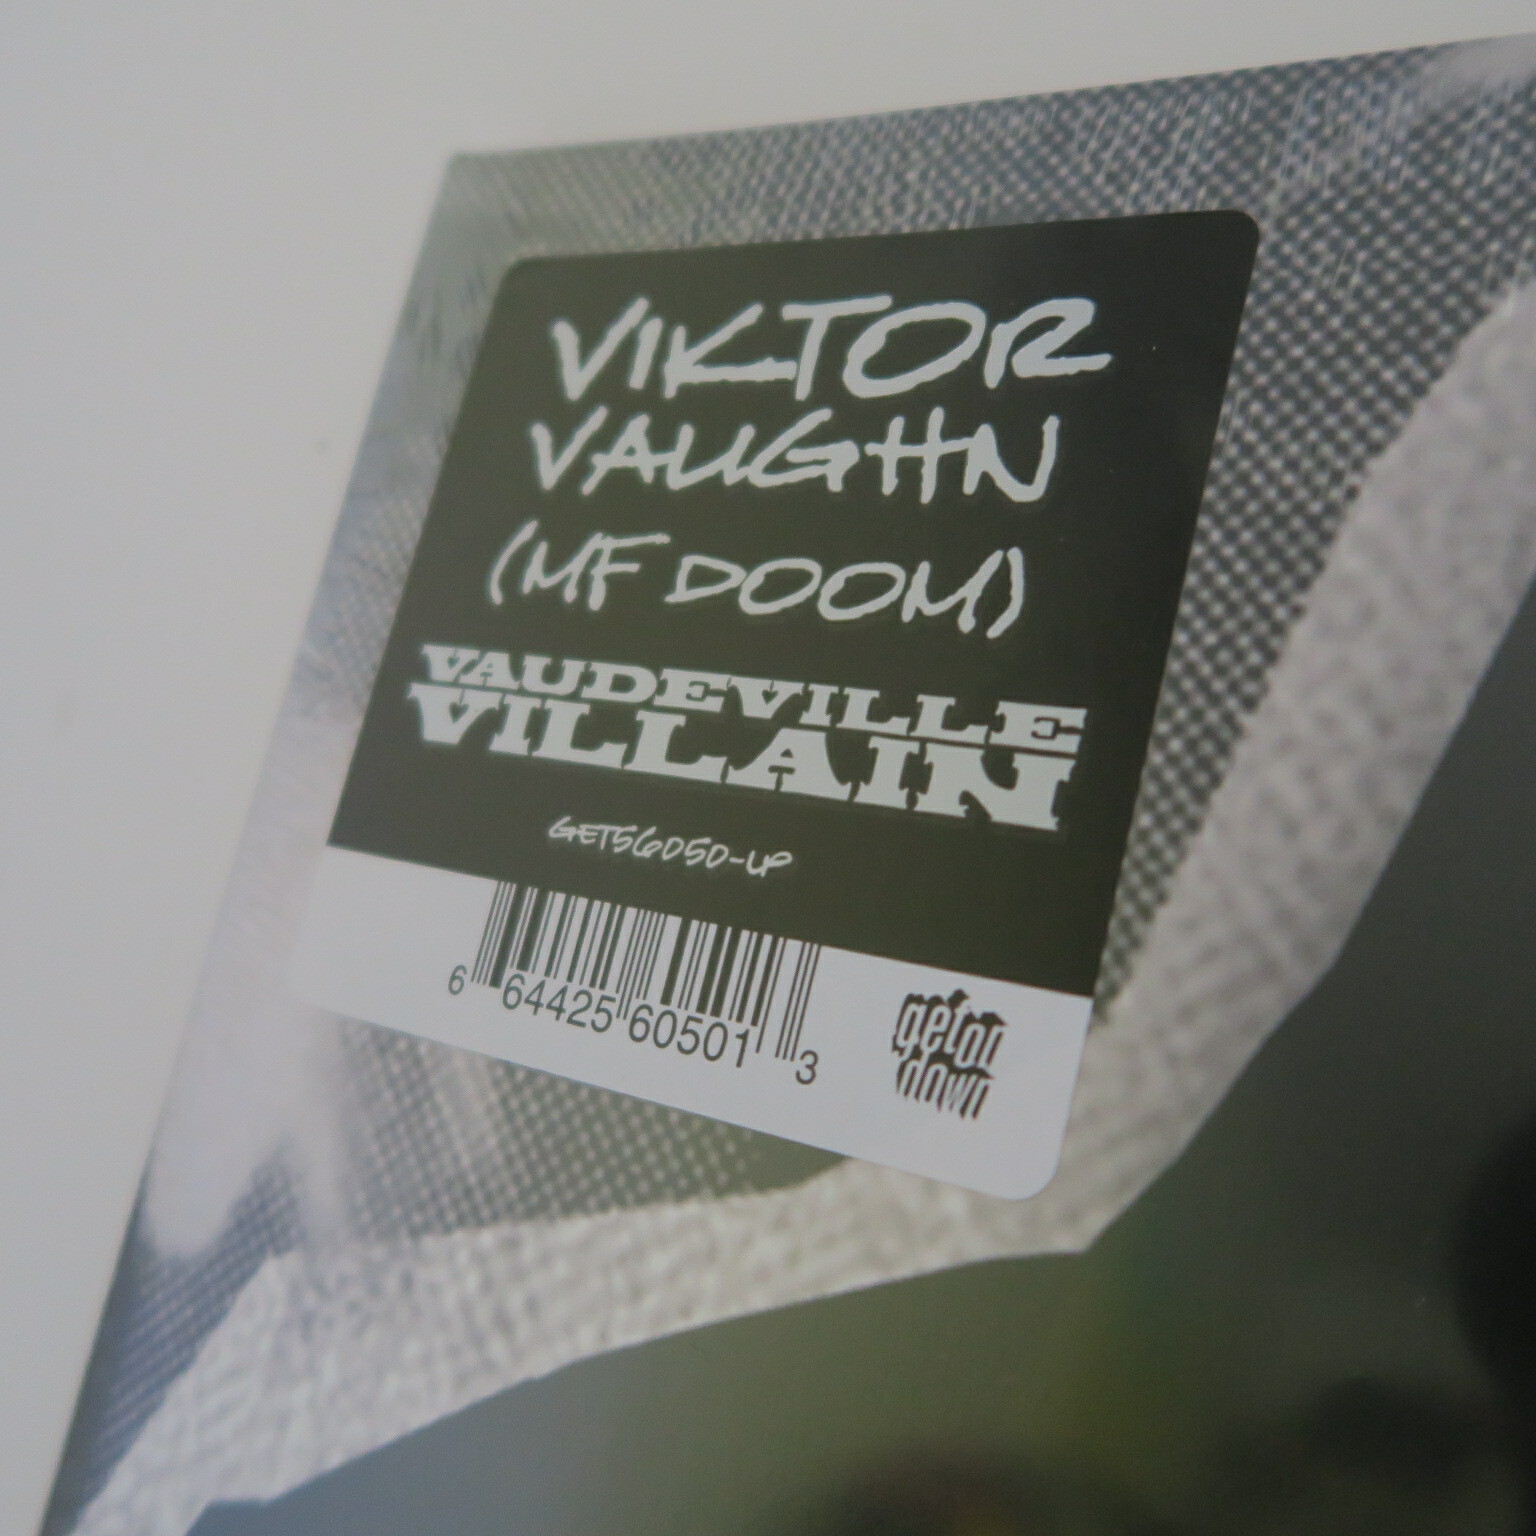 VIKTOR
VAUGHN
(MF DOOM)
VAUDEVILLE
VILLAIN
GET56050-LP
6 64425 60501 3
get on
down